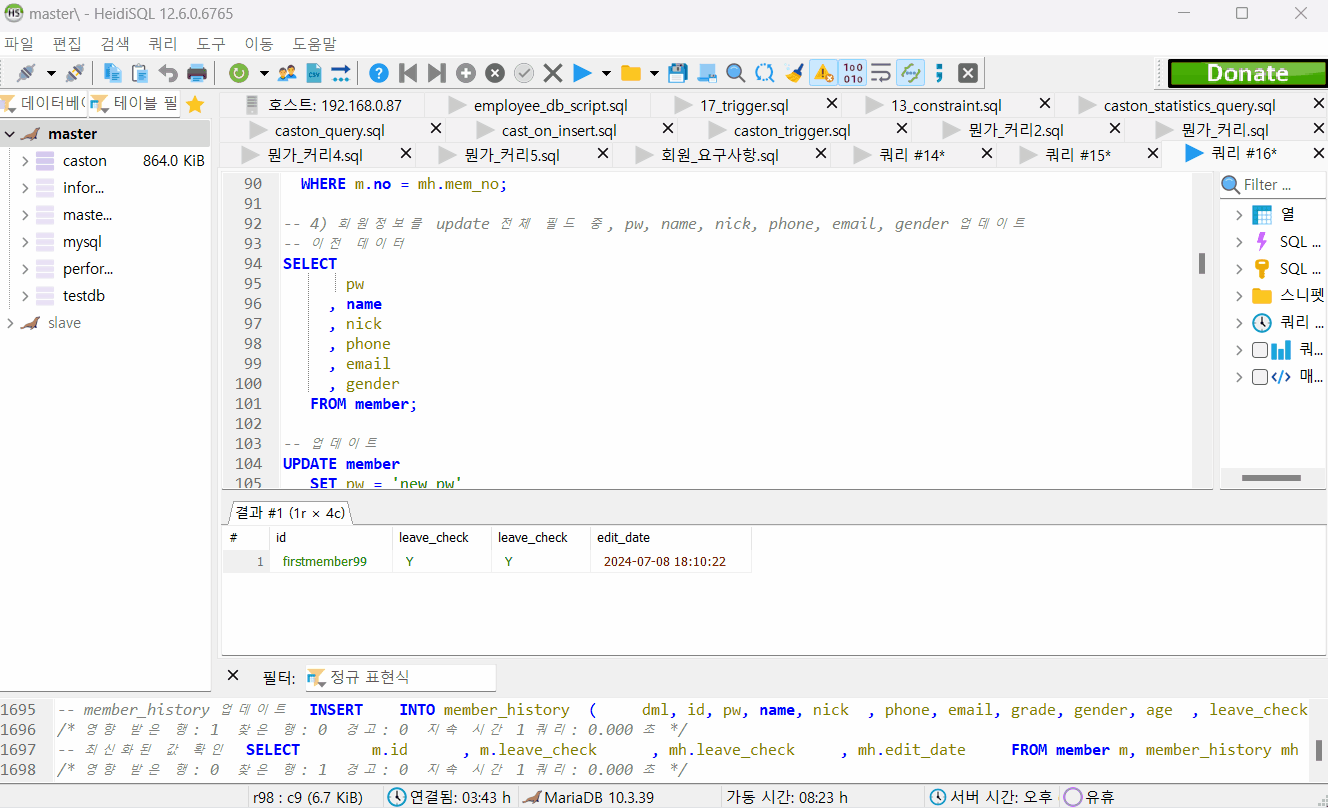 master\ - HeidiSQL 12.6.0.6765
파일 편집 검색 쿼리 도구 이동 도움말
Donate
데이터베( 테이블 필
호스트: 192.168.0.87 employee_db_script.sql 17_trigger.sql 13_constraint.sql caston_statistics_query.sql
caston_query.sql cast_on_insert.sql caston_trigger.sql 뭔가_커리2.sql 뭔가_커리.sql
뭔가_커리4.sql 뭔가_커리5.sql 회원_요구사항.sql 쿼리 #14* 쿼리 #15* 쿼리 #16*
master
caston 864.0 KiB
infor...
maste...
mysql
perfor...
testdb
slave
90 WHERE m.no = mh.mem_no;
91
92 -- 4) 회원정보를 update 전체 필드 중, pw, name, nick, phone, email, gender 업데이트
93 -- 이전 데이터
94 SELECT
95 pw
96 , name
97 , nick
98 , phone
99 , email
100 , gender
101 FROM member;
102
103 -- 업데이트
104 UPDATE member
105 SET pw = 'new_pw'
Filter ...
열
SQL ...
SQL ...
스니펫
쿼리 ...
쿼...
매...
결과 #1 (1r × 4c)
# id leave_check leave_check edit_date
1 firstmember99 Y Y 2024-07-08 18:10:22
필터: 정규 표현식
1695 -- member_history 업데이트 INSERT INTO member_history ( dml, id, pw, name, nick , phone, email, grade, gender, age , leave_check
1696 /* 영향 받은 행: 1 찾은 행: 0 경고: 0 지속 시간 1 쿼리: 0.000 초 */
1697 -- 최신화된 값 확인 SELECT m.id , m.leave_check , mh.leave_check , mh.edit_date FROM member m, member_history mh
1698 /* 영향 받은 행: 0 찾은 행: 1 경고: 0 지속 시간 1 쿼리: 0.000 초 */
r98 : c9 (6.7 KiB) 연결됨: 03:43 h MariaDB 10.3.39 가동 시간: 08:23 h 서버 시간: 오후 유휴